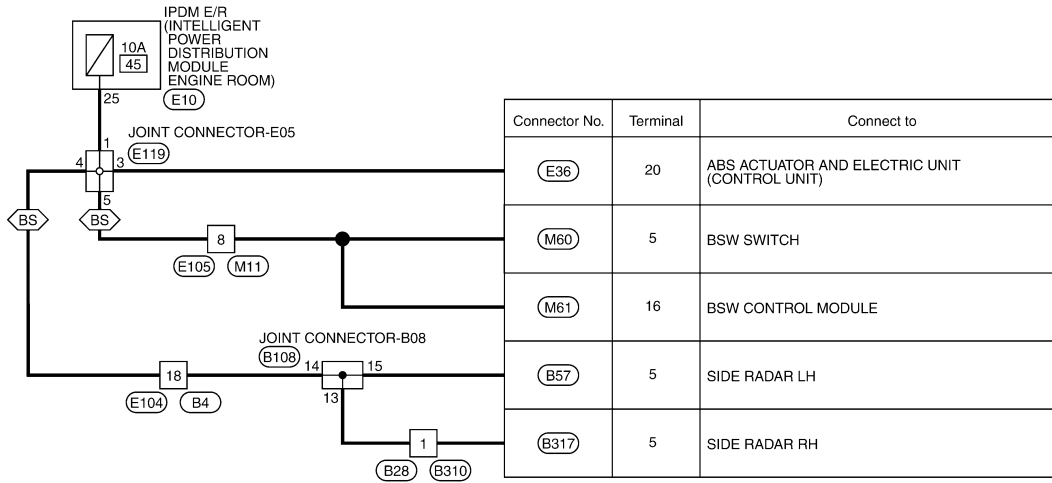 IPDM E/R
(INTELLIGENT
POWER
DISTRIBUTION
MODULE
ENGINE ROOM)
E10
10A
45
25
JOINT CONNECTOR-E05
E119
1
4
3
5
BS
BS
8
E105
M11
JOINT CONNECTOR-B08
B108
14
15
13
18
E104
B4
1
B28
B310
Connector No. Terminal Connect to
E36 20 ABS ACTUATOR AND ELECTRIC UNIT
(CONTROL UNIT)
M60 5 BSW SWITCH
M61 16 BSW CONTROL MODULE
B57 5 SIDE RADAR LH
B317 5 SIDE RADAR RH